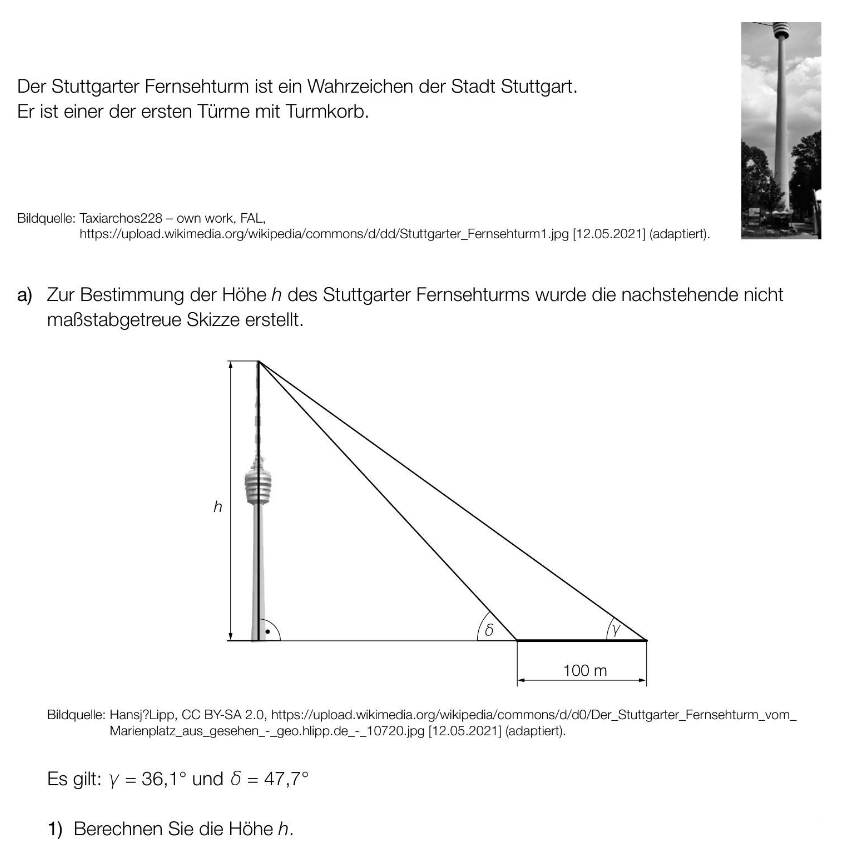 Der Stuttgarter Fernsehturm ist ein Wahrzeichen der Stadt Stuttgart.
Er ist einer der ersten Türme mit Turmkorb.
Bildquelle: Taxiarchos228 – own work, FAL,
https://upload.wikimedia.org/wikipedia/commons/d/dd/Stuttgarter_Fernsehturm1.jpg [12.05.2021] (adaptiert).
a) Zur Bestimmung der Höhe h des Stuttgarter Fernsehturms wurde die nachstehende nicht
maßstabgetreue Skizze erstellt.
h
δ
γ
100 m
Bildquelle: Hansj?Lipp, CC BY-SA 2.0, https://upload.wikimedia.org/wikipedia/commons/d/d0/Der_Stuttgarter_Fernsehturm_vom_
Marienplatz_aus_gesehen_-_geo.hlipp.de_-_10720.jpg [12.05.2021] (adaptiert).
Es gilt: γ = 36,1° und δ = 47,7°
1) Berechnen Sie die Höhe h.